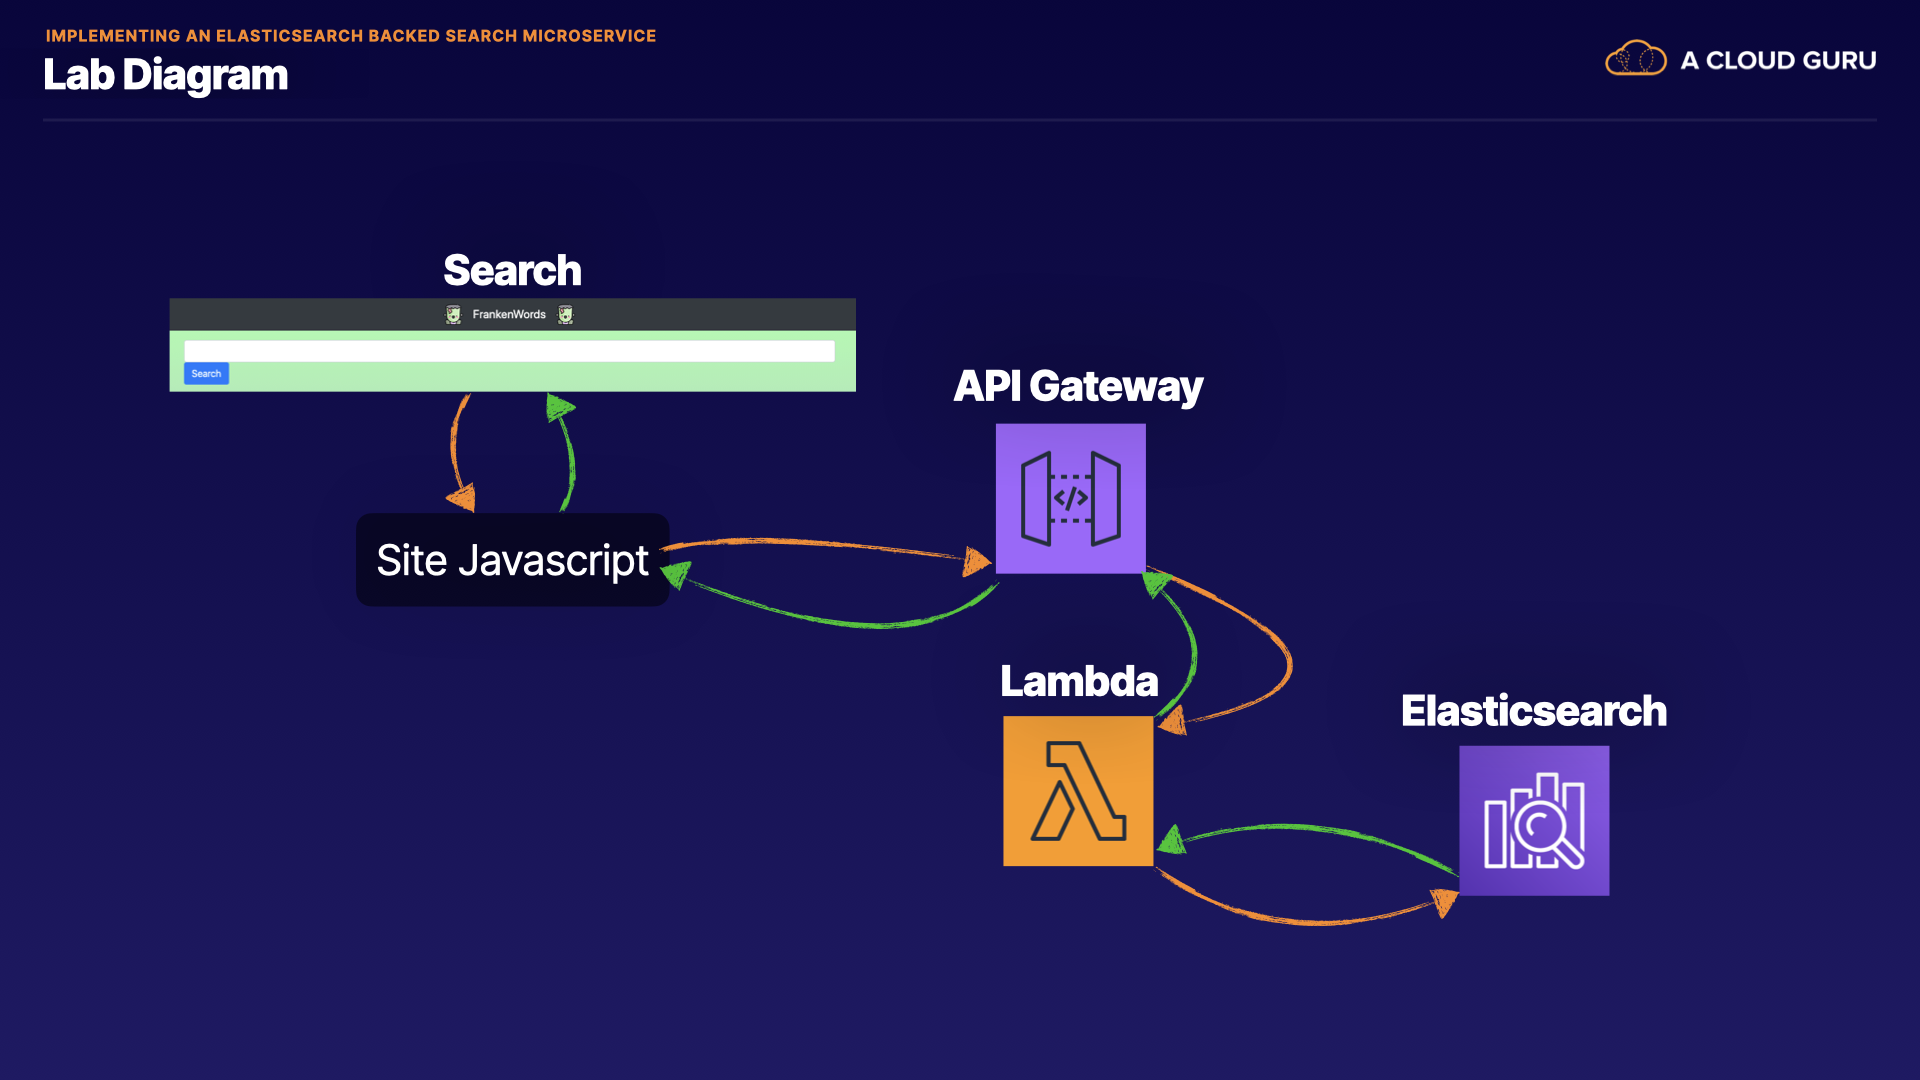 IMPLEMENTING AN ELASTICSEARCH BACKED SEARCH MICROSERVICE
Lab Diagram
A CLOUD GURU
Search
FrankenWords
Search
Site Javascript
API Gateway
</>
Lambda
Elasticsearch